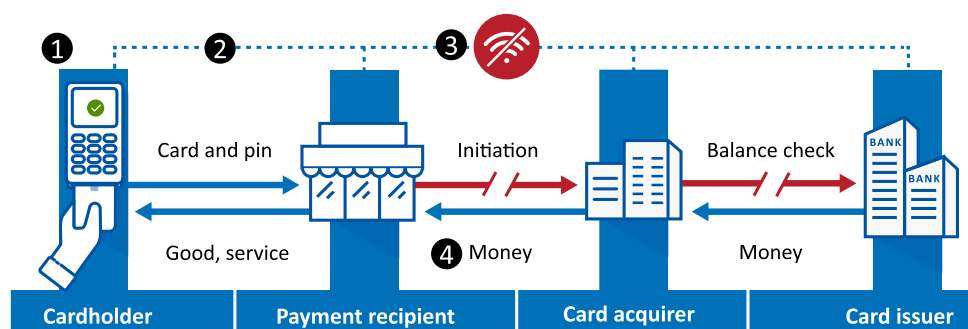 1
2
3
Card and pin
Initiation
Balance check
BANK
BANK
Good, service
4 Money
Money
Cardholder
Payment recipient
Card acquirer
Card issuer